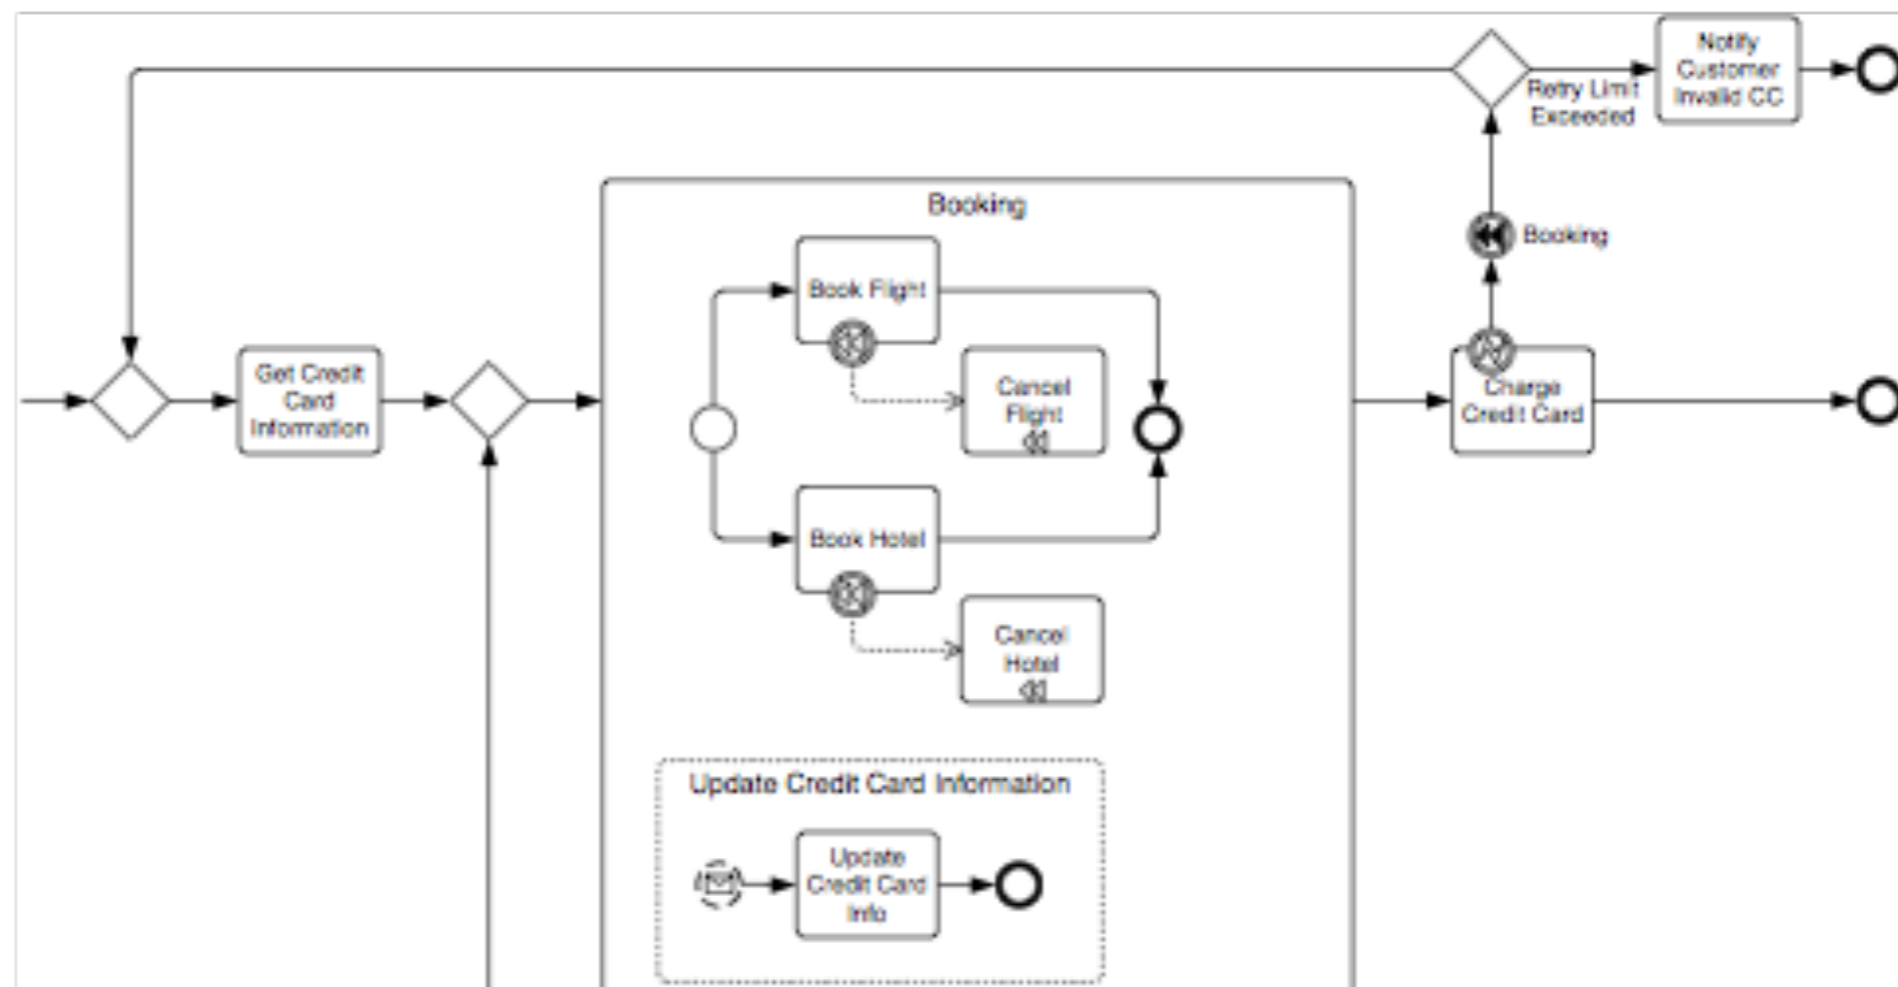 Notify
Customer
Invalid CC
Retry Limit
Exceeded
Booking
Booking
Book Flight
Get Credit
Card
Information
Cancel
Flight
Charge
Credit Card
Book Hotel
Cancel
Hotel
Update Credit Card Information
Update
Credit Card
Info